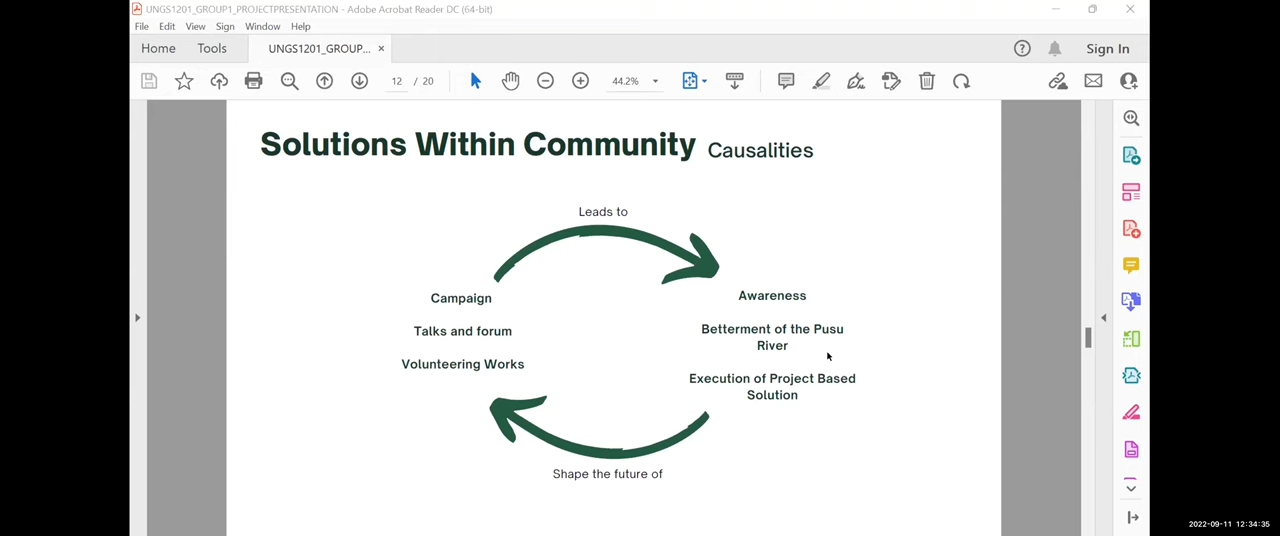 UNGS1201_GROUP1_PROJECTPRESENTATION - Adobe Acrobat Reader DC (64-bit)
File Edit View Sign Window Help
Home Tools UNGS1201_GROUP... × Sign In
12 / 20 44.2%
Solutions Within Community Causalities
Leads to
Campaign
Talks and forum
Volunteering Works
Awareness
Betterment of the Pusu
River
Execution of Project Based
Solution
Shape the future of
2022-09-11 12:34:35